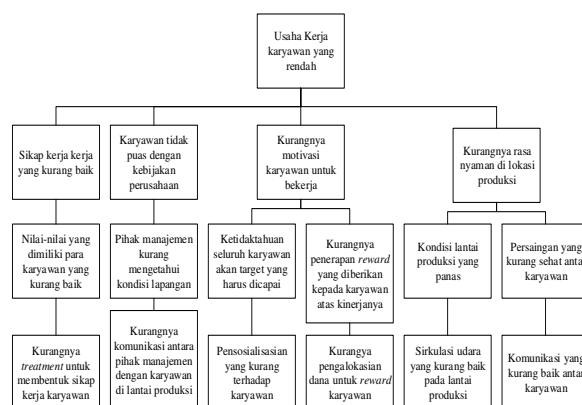 Usaha Kerja
karyawan yang
rendah
Sikap kerja kerja
yang kurang baik
Karyawan tidak
puas dengan
kebijakan
perusahaan
Kurangnya
motivasi
karyawan untuk
bekerja
Kurangnya rasa
nyaman di lokasi
produksi
Nilai-nilai yang
dimiliki para
karyawan yang
kurang baik
Pihak manajemen
kurang
mengetahui
kondisi lapangan
Ketidaktahuan
seluruh karyawan
akan target yang
harus dicapai
Kurangnya
penerapan reward
yang diberikan
kepada karyawan
atas kinerjanya
Kondisi lantai
produksi yang
panas
Persaingan yang
kurang sehat antar
karyawan
Kurangnya
treatment untuk
membentuk sikap
kerja karyawan
Kurangnya
komunikasi antara
pihak manajemen
dengan karyawan
di lantai produksi
Pensosialisasian
yang kurang
terhadap
karyawan
Kurangya
pengalokasian
dana untuk reward
karyawan
Sirkulasi udara
yang kurang baik
pada lantai
produksi
Komunikasi yang
kurang baik antar
karyawan